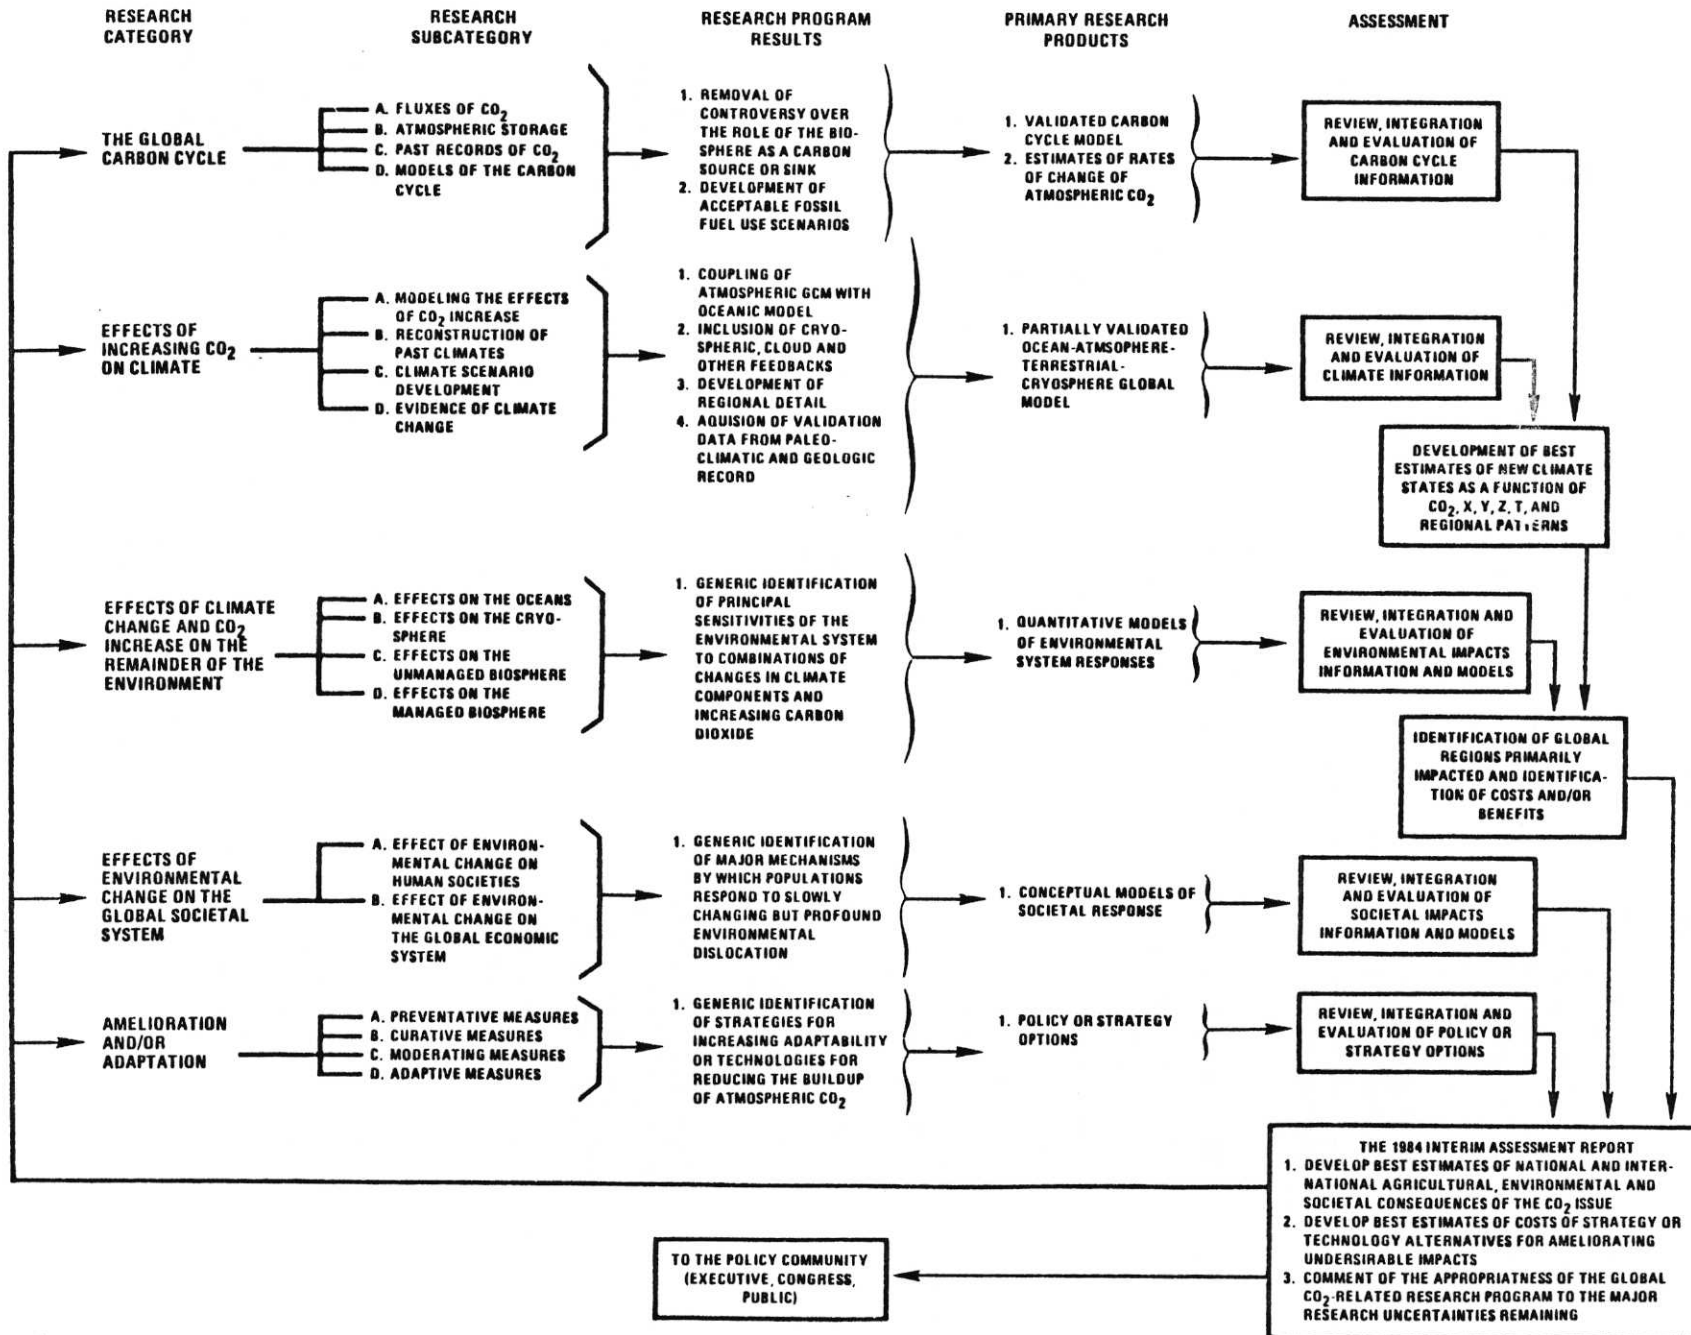 RESEARCH
CATEGORY
RESEARCH
SUBCATEGORY
RESEARCH PROGRAM
RESULTS
PRIMARY RESEARCH
PRODUCTS
ASSESSMENT
THE GLOBAL
CARBON CYCLE
A. FLUXES OF CO2
B. ATMOSPHERIC STORAGE
C. PAST RECORDS OF CO2
D. MODELS OF THE CARBON
CYCLE
1. REMOVAL OF
CONTROVERSY OVER
THE ROLE OF THE BIO-
SPHERE AS A CARBON
SOURCE OR SINK
2. DEVELOPMENT OF
ACCEPTABLE FOSSIL
FUEL USE SCENARIOS
1. VALIDATED CARBON
CYCLE MODEL
2. ESTIMATES OF RATES
OF CHANGE OF
ATMOSPHERIC CO2
REVIEW, INTEGRATION
AND EVALUATION OF
CARBON CYCLE
INFORMATION
EFFECTS OF
INCREASING CO2
ON CLIMATE
A. MODELING THE EFFECTS
OF CO2 INCREASE
B. RECONSTRUCTION OF
PAST CLIMATES
C. CLIMATE SCENARIO
DEVELOPMENT
D. EVIDENCE OF CLIMATE
CHANGE
1. COUPLING OF
ATMOSPHERIC GCM WITH
OCEANIC MODEL
2. INCLUSION OF CRYO-
SPHERIC, CLOUD AND
OTHER FEEDBACKS
3. DEVELOPMENT OF
REGIONAL DETAIL
4. AQUISION OF VALIDATION
DATA FROM PALEO-
CLIMATIC AND GEOLOGIC
RECORD
1. PARTIALLY VALIDATED
OCEAN-ATMSOPHERE-
TERRESTRIAL-
CRYOSPHERE GLOBAL
MODEL
REVIEW, INTEGRATION
AND EVALUATION OF
CLIMATE INFORMATION
DEVELOPMENT OF BEST
ESTIMATES OF NEW CLIMATE
STATES AS A FUNCTION OF
CO2, X, Y, Z, T, AND
REGIONAL PATTERNS
EFFECTS OF CLIMATE
CHANGE AND CO2
INCREASE ON THE
REMAINDER OF THE
ENVIRONMENT
A. EFFECTS ON THE OCEANS
B. EFFECTS ON THE CRYO-
SPHERE
C. EFFECTS ON THE
UNMANAGED BIOSPHERE
D. EFFECTS ON THE
MANAGED BIOSPHERE
1. GENERIC IDENTIFICATION
OF PRINCIPAL
SENSITIVITIES OF THE
ENVIRONMENTAL SYSTEM
TO COMBINATIONS OF
CHANGES IN CLIMATE
COMPONENTS AND
INCREASING CARBON
DIOXIDE
1. QUANTITATIVE MODELS
OF ENVIRONMENTAL
SYSTEM RESPONSES
REVIEW, INTEGRATION AND
EVALUATION OF
ENVIRONMENTAL IMPACTS
INFORMATION AND MODELS
IDENTIFICATION OF GLOBAL
REGIONS PRIMARILY
IMPACTED AND IDENTIFICA-
TION OF COSTS AND/OR
BENEFITS
EFFECTS OF
ENVIRONMENTAL
CHANGE ON THE
GLOBAL SOCIETAL
SYSTEM
A. EFFECT OF ENVIRON-
MENTAL CHANGE ON
HUMAN SOCIETIES
B. EFFECT OF ENVIRON-
MENTAL CHANGE ON
THE GLOBAL ECONOMIC
SYSTEM
1. GENERIC IDENTIFICATION
OF MAJOR MECHANISMS
BY WHICH POPULATIONS
RESPOND TO SLOWLY
CHANGING BUT PROFOUND
ENVIRONMENTAL
DISLOCATION
1. CONCEPTUAL MODELS OF
SOCIETAL RESPONSE
REVIEW, INTEGRATION
AND EVALUATION OF
SOCIETAL IMPACTS
INFORMATION AND MODELS
AMELIORATION
AND/OR
ADAPTATION
A. PREVENTATIVE MEASURES
B. CURATIVE MEASURES
C. MODERATING MEASURES
D. ADAPTIVE MEASURES
1. GENERIC IDENTIFICATION
OF STRATEGIES FOR
INCREASING ADAPTABILITY
OR TECHNOLOGIES FOR
REDUCING THE BUILDUP
OF ATMOSPHERIC CO2
1. POLICY OR STRATEGY
OPTIONS
REVIEW, INTEGRATION AND
EVALUATION OF POLICY OR
STRATEGY OPTIONS
THE 1984 INTERIM ASSESSMENT REPORT
1. DEVELOP BEST ESTIMATES OF NATIONAL AND INTER-
NATIONAL AGRICULTURAL, ENVIRONMENTAL AND
SOCIETAL CONSEQUENCES OF THE CO2 ISSUE
2. DEVELOP BEST ESTIMATES OF COSTS OF STRATEGY OR
TECHNOLOGY ALTERNATIVES FOR AMELIORATING
UNDERSIRABLE IMPACTS
3. COMMENT OF THE APPROPRIATNESS OF THE GLOBAL
CO2-RELATED RESEARCH PROGRAM TO THE MAJOR
RESEARCH UNCERTAINTIES REMAINING
TO THE POLICY COMMUNITY
(EXECUTIVE, CONGRESS,
PUBLIC)